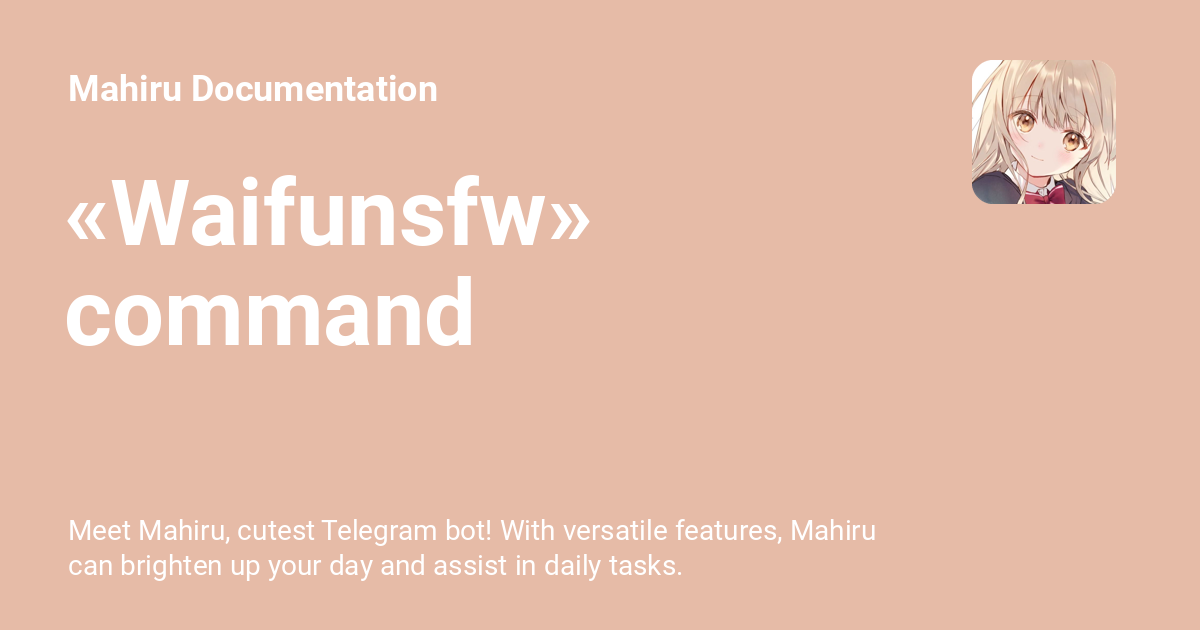 Mahiru Documentation
«Waifunsfw»
command
Meet Mahiru, cutest Telegram bot! With versatile features, Mahiru
can brighten up your day and assist in daily tasks.